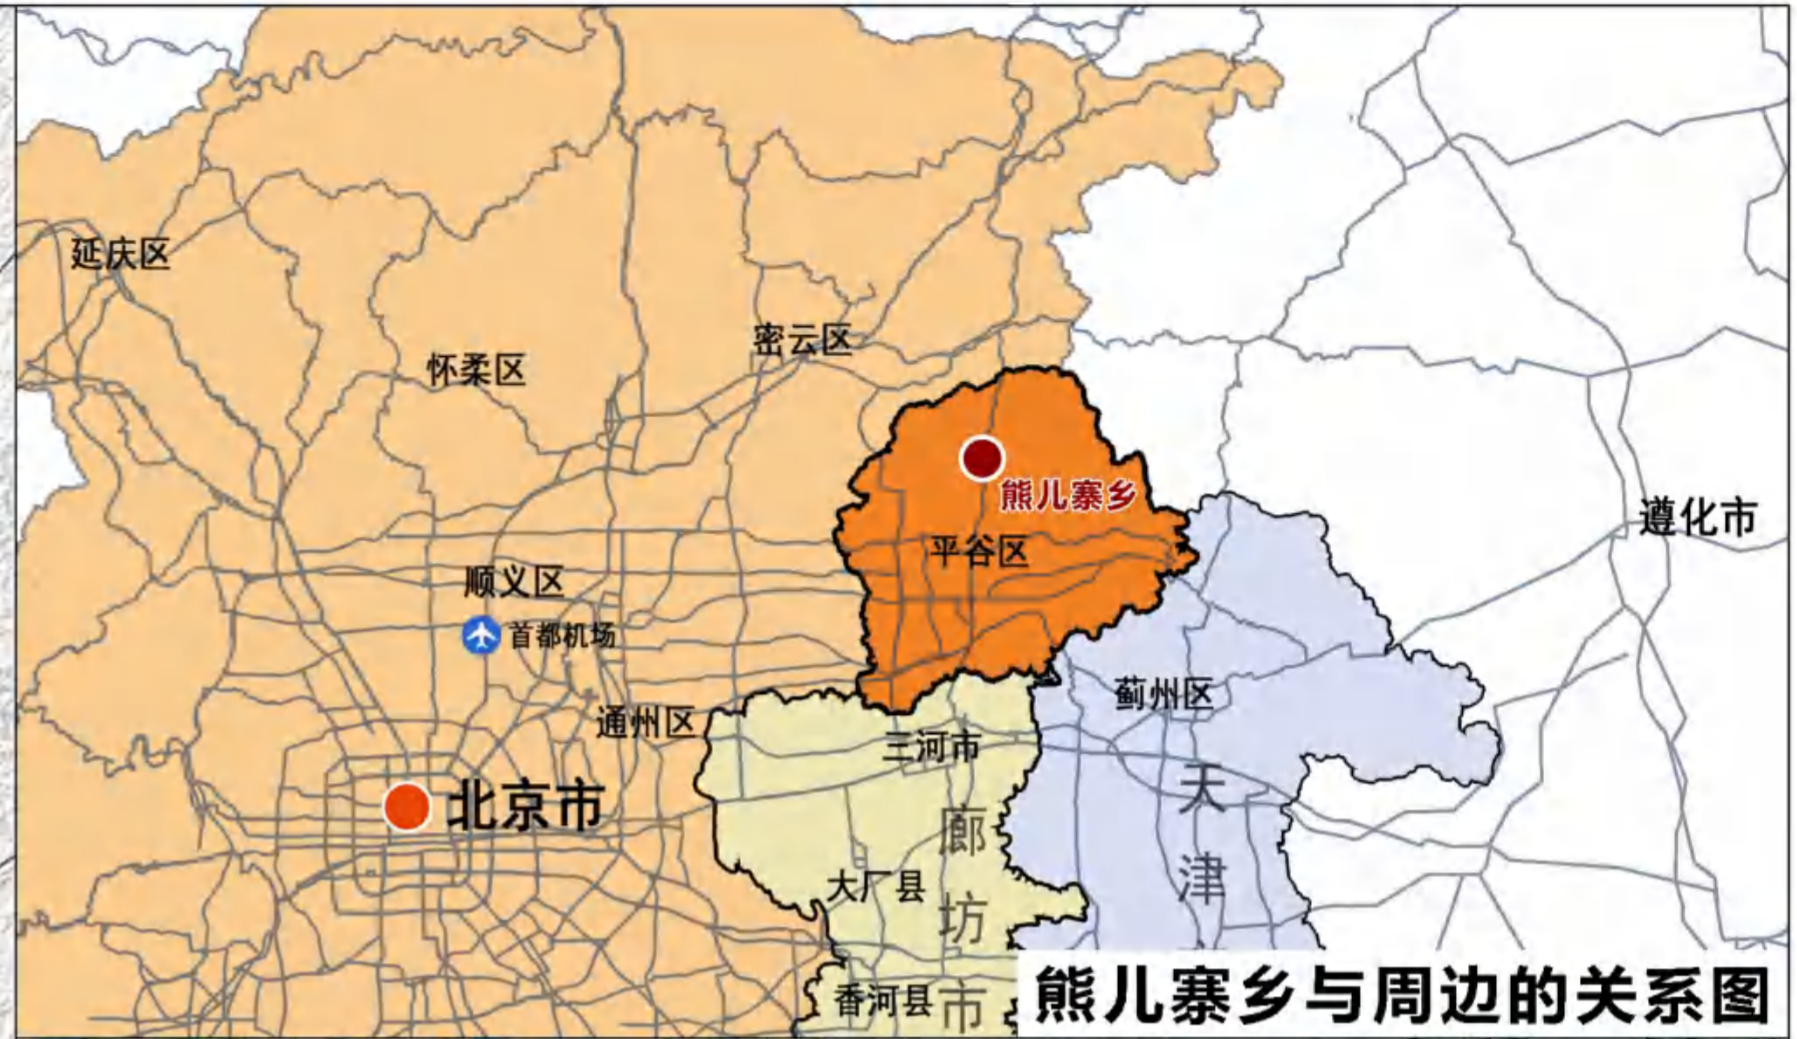 延庆区
密云区
怀柔区
熊儿寨乡
遵化市
平谷区
顺义区
首都机场
蓟州区
通州区
三河市
北京市
天津
廊坊市
大厂县
香河县
熊儿寨乡与周边的关系图